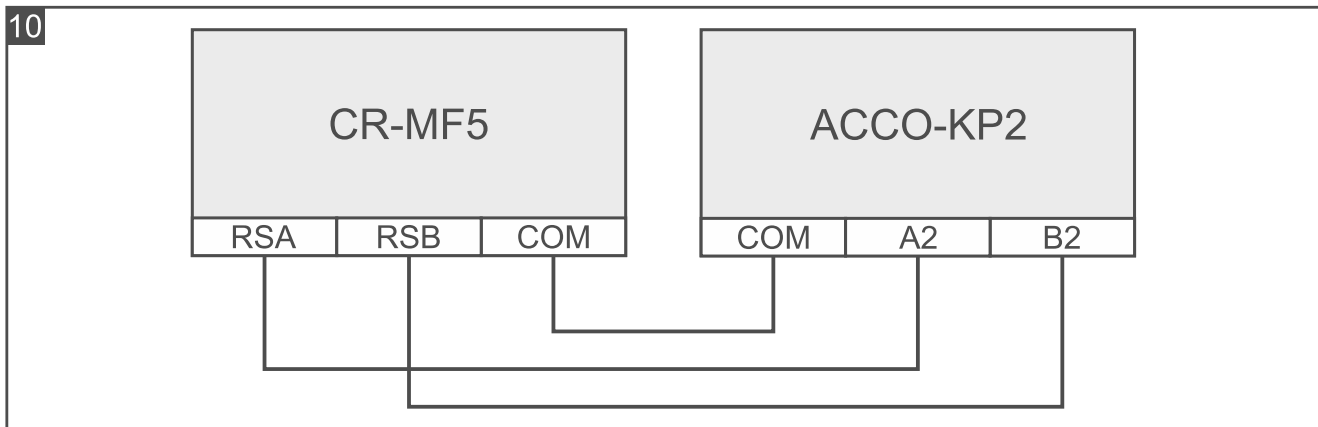 10
CR-MF5
ACCO-KP2
RSA RSB COM
COM A2 B2